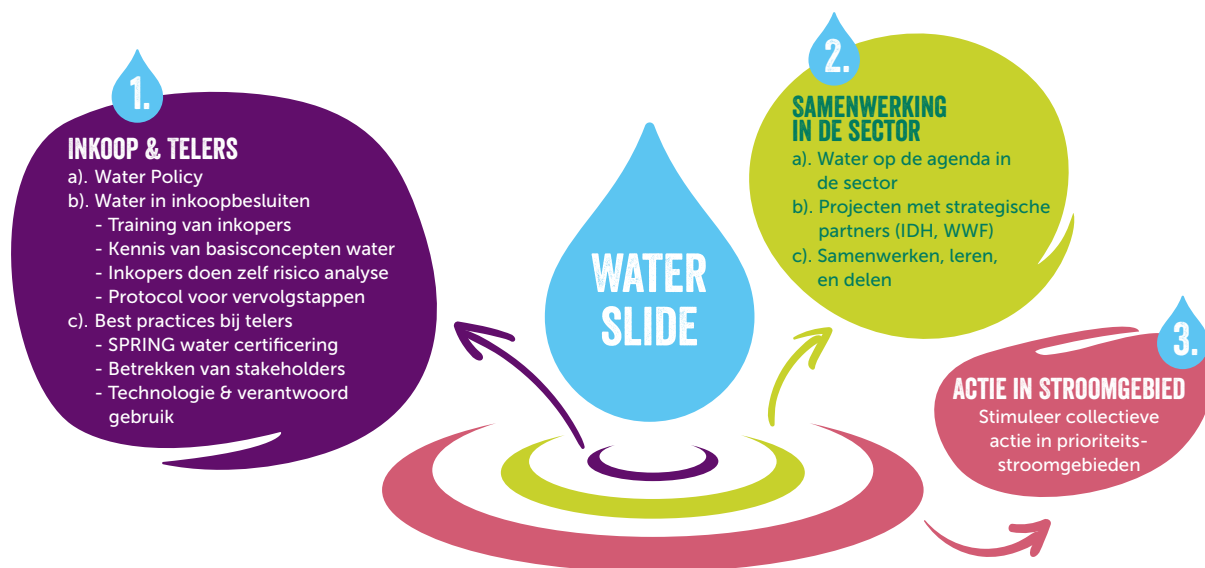 1.
INKOOP & TELERS
a). Water Policy
b). Water in inkoopbesluiten
- Training van inkopers
- Kennis van basisconcepten water
- Inkopers doen zelf risico analyse
- Protocol voor vervolgstappen
c). Best practices bij telers
- SPRING water certificering
- Betrekken van stakeholders
- Technologie & verantwoord
gebruik
WATER
SLIDE
2.
SAMENWERKING
IN DE SECTOR
a). Water op de agenda in
de sector
b). Projecten met strategische
partners (IDH, WWF)
c). Samenwerken, leren,
en delen
3.
ACTIE IN STROOMGEBIED
Stimuleer collectieve
actie in prioriteits-
stroomgebieden